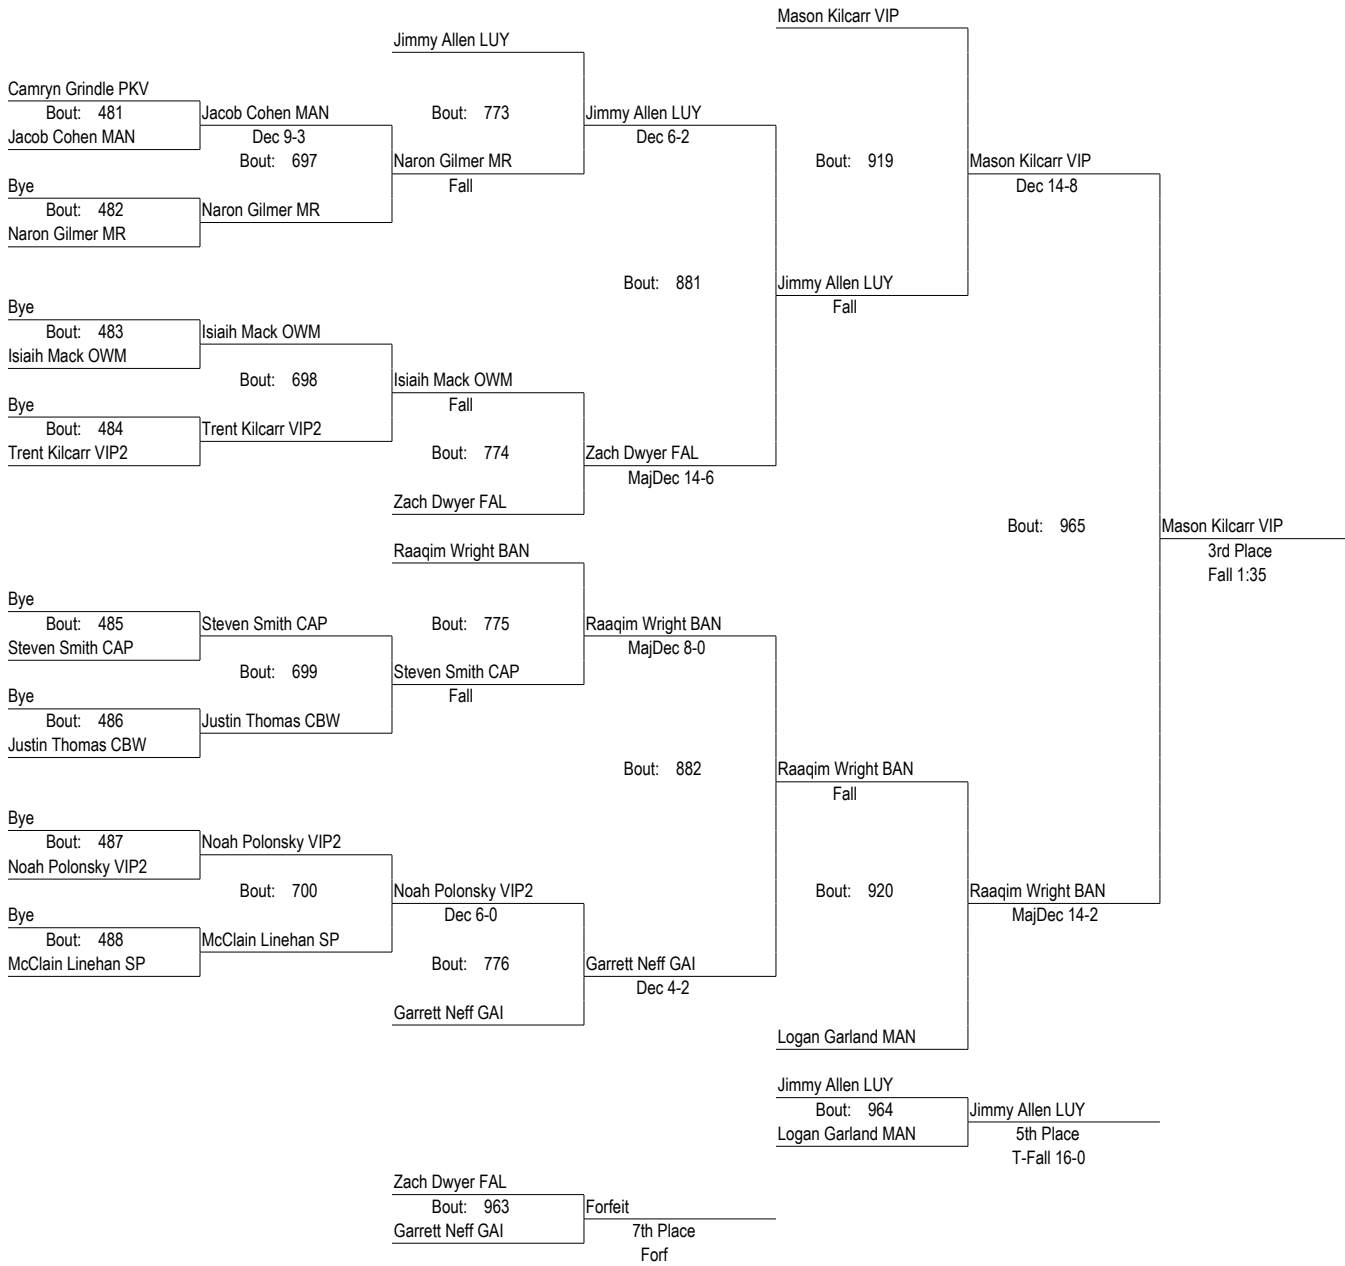 Mason Kilcarr VIP
Jimmy Allen LUY
Camryn Grindle PKV
Bout: 481
Jacob Cohen MAN
Jacob Cohen MAN
Dec 9-3
Bout: 773
Jimmy Allen LUY
Dec 6-2
Bout: 697
Naron Gilmer MR
Fall
Bout: 919
Mason Kilcarr VIP
Dec 14-8
Bye
Bout: 482
Naron Gilmer MR
Naron Gilmer MR
Bout: 881
Jimmy Allen LUY
Fall
Bye
Bout: 483
Isiaih Mack OWM
Isiaih Mack OWM
Bout: 698
Isiaih Mack OWM
Fall
Bye
Bout: 484
Trent Kilcarr VIP2
Trent Kilcarr VIP2
Bout: 774
Zach Dwyer FAL
MajDec 14-6
Zach Dwyer FAL
Bout: 965
Mason Kilcarr VIP
3rd Place
Fall 1:35
Raaqim Wright BAN
Bye
Bout: 485
Steven Smith CAP
Steven Smith CAP
Bout: 775
Raaqim Wright BAN
MajDec 8-0
Bout: 699
Steven Smith CAP
Fall
Bye
Bout: 486
Justin Thomas CBW
Justin Thomas CBW
Bout: 882
Raaqim Wright BAN
Fall
Bye
Bout: 487
Noah Polonsky VIP2
Noah Polonsky VIP2
Bout: 700
Noah Polonsky VIP2
Dec 6-0
Bout: 920
Raaqim Wright BAN
MajDec 14-2
Bye
Bout: 488
McClain Linehan SP
McClain Linehan SP
Bout: 776
Garrett Neff GAI
Dec 4-2
Garrett Neff GAI
Logan Garland MAN
Jimmy Allen LUY
Bout: 964
Logan Garland MAN
Jimmy Allen LUY
5th Place
T-Fall 16-0
Zach Dwyer FAL
Bout: 963
Garrett Neff GAI
Forfeit
7th Place
Forf